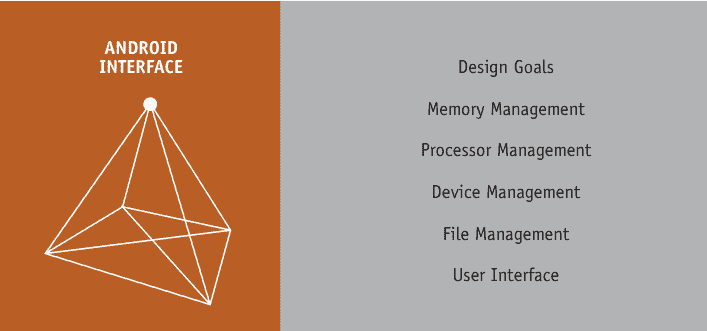 ANDROID
INTERFACE
Design Goals
Memory Management
Processor Management
Device Management
File Management
User Interface